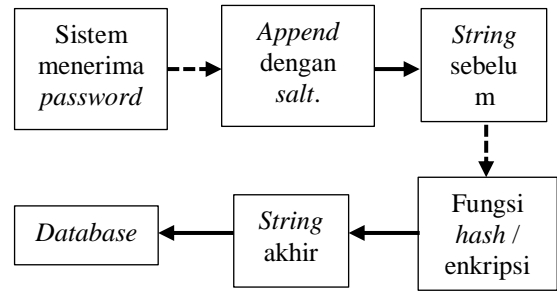 Sistem
menerima
password
Append
dengan
salt.
String
sebelu
m
Fungsi
hash /
enkripsi
String
akhir
Database